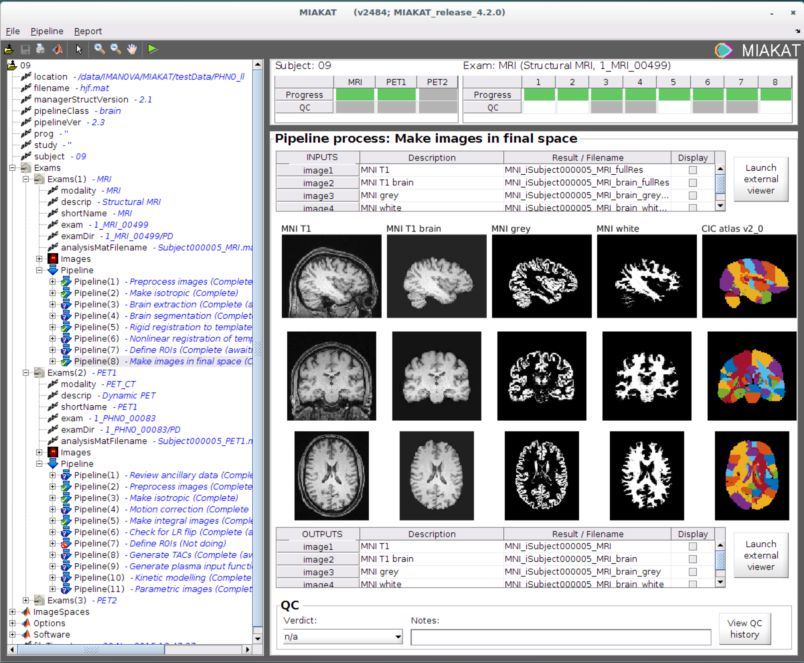 MIAKAT (v2484; MIAKAT_release_4.2.0)
File Pipeline Report
MIAKAT
09
location - /data/IMANOVA/MIAKAT/testData/PHNO_II
filename - hjf.mat
managerStructVersion - 2.1
pipelineClass - brain
pipelineVer - 2.3
prog - ''
study - ''
subject - 09
Exams
Exams(1) - MRI
modality - MRI
descrip - Structural MRI
shortName - MRI
exam - 1_MRI_00499
examDir - 1_MRI_00499/PD
analysisMatFilename - Subject000005_MRI.ma
Images
Pipeline
Pipeline(1) - Preprocess images (Complete
Pipeline(2) - Make isotropic (Complete)
Pipeline(3) - Brain extraction (Complete (a
Pipeline(4) - Brain segmentation (Complete
Pipeline(5) - Rigid registration to template
Pipeline(6) - Nonlinear registration of temp
Pipeline(7) - Define ROIs (Complete (await
Pipeline(8) - Make images in final space (C
Exams(2) - PET1
modality - PET_CT
descrip - Dynamic PET
shortName - PET1
exam - 1_PHNO_00083
examDir - 1_PHNO_00083/PD
analysisMatFilename - Subject000005_PET1.n
Images
Pipeline
Pipeline(1) - Review ancillary data (Comple
Pipeline(2) - Preprocess images (Complete
Pipeline(3) - Make isotropic (Complete)
Pipeline(4) - Motion correction (Complete
Pipeline(5) - Make integral images (Comple
Pipeline(6) - Check for LR flip (Complete (a
Pipeline(7) - Define ROIs (Not doing)
Pipeline(8) - Generate TACs (Complete (aw
Pipeline(9) - Generate plasma input functi
Pipeline(10) - Kinetic modelling (Complete
Pipeline(11) - Parametric images (Complet
Exams(3) - PET2
ImageSpaces
Options
Software
Subject: 09 Exam: MRI (Structural MRI, 1_MRI_00499)
MRI PET1 PET2 1 2 3 4 5 6 7 8
Progress Progress
QC QC
Pipeline process: Make images in final space
INPUTS Description Result / Filename Display
image1 MNI T1 MNI_iSubject000005_MRI_fullRes
image2 MNI T1 brain MNI_iSubject000005_MRI_brain_fullRes
image3 MNI grey MNI_iSubject000005_MRI_brain_grey...
image4 MNI white MNI_iSubject000005_MRI_brain_whit...
Launch
external
viewer
MNI T1 MNI T1 brain MNI grey MNI white CIC atlas v2_0
OUTPUTS Description Result / Filename Display
image1 MNI T1 MNI_iSubject000005_MRI
image2 MNI T1 brain MNI_iSubject000005_MRI_brain
image3 MNI grey MNI_iSubject000005_MRI_brain_grey
image4 MNI white MNI_iSubject000005_MRI_brain_white
Launch
external
viewer
QC
Verdict: Notes:
n/a
View QC
history